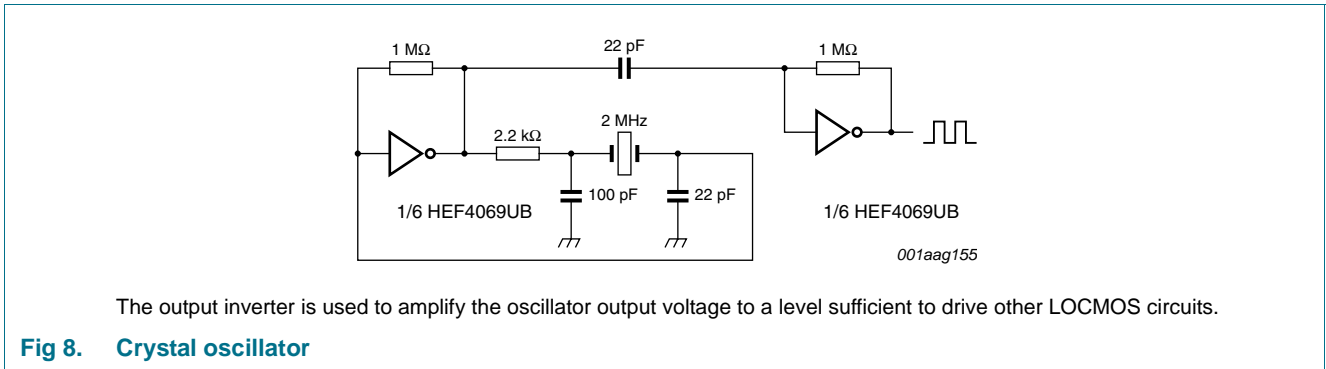 1 MΩ 22 pF 1 MΩ
2.2 kΩ 2 MHz
100 pF 22 pF
1/6 HEF4069UB 1/6 HEF4069UB
001aag155
The output inverter is used to amplify the oscillator output voltage to a level sufficient to drive other LOCMOS circuits.
Fig 8. Crystal oscillator